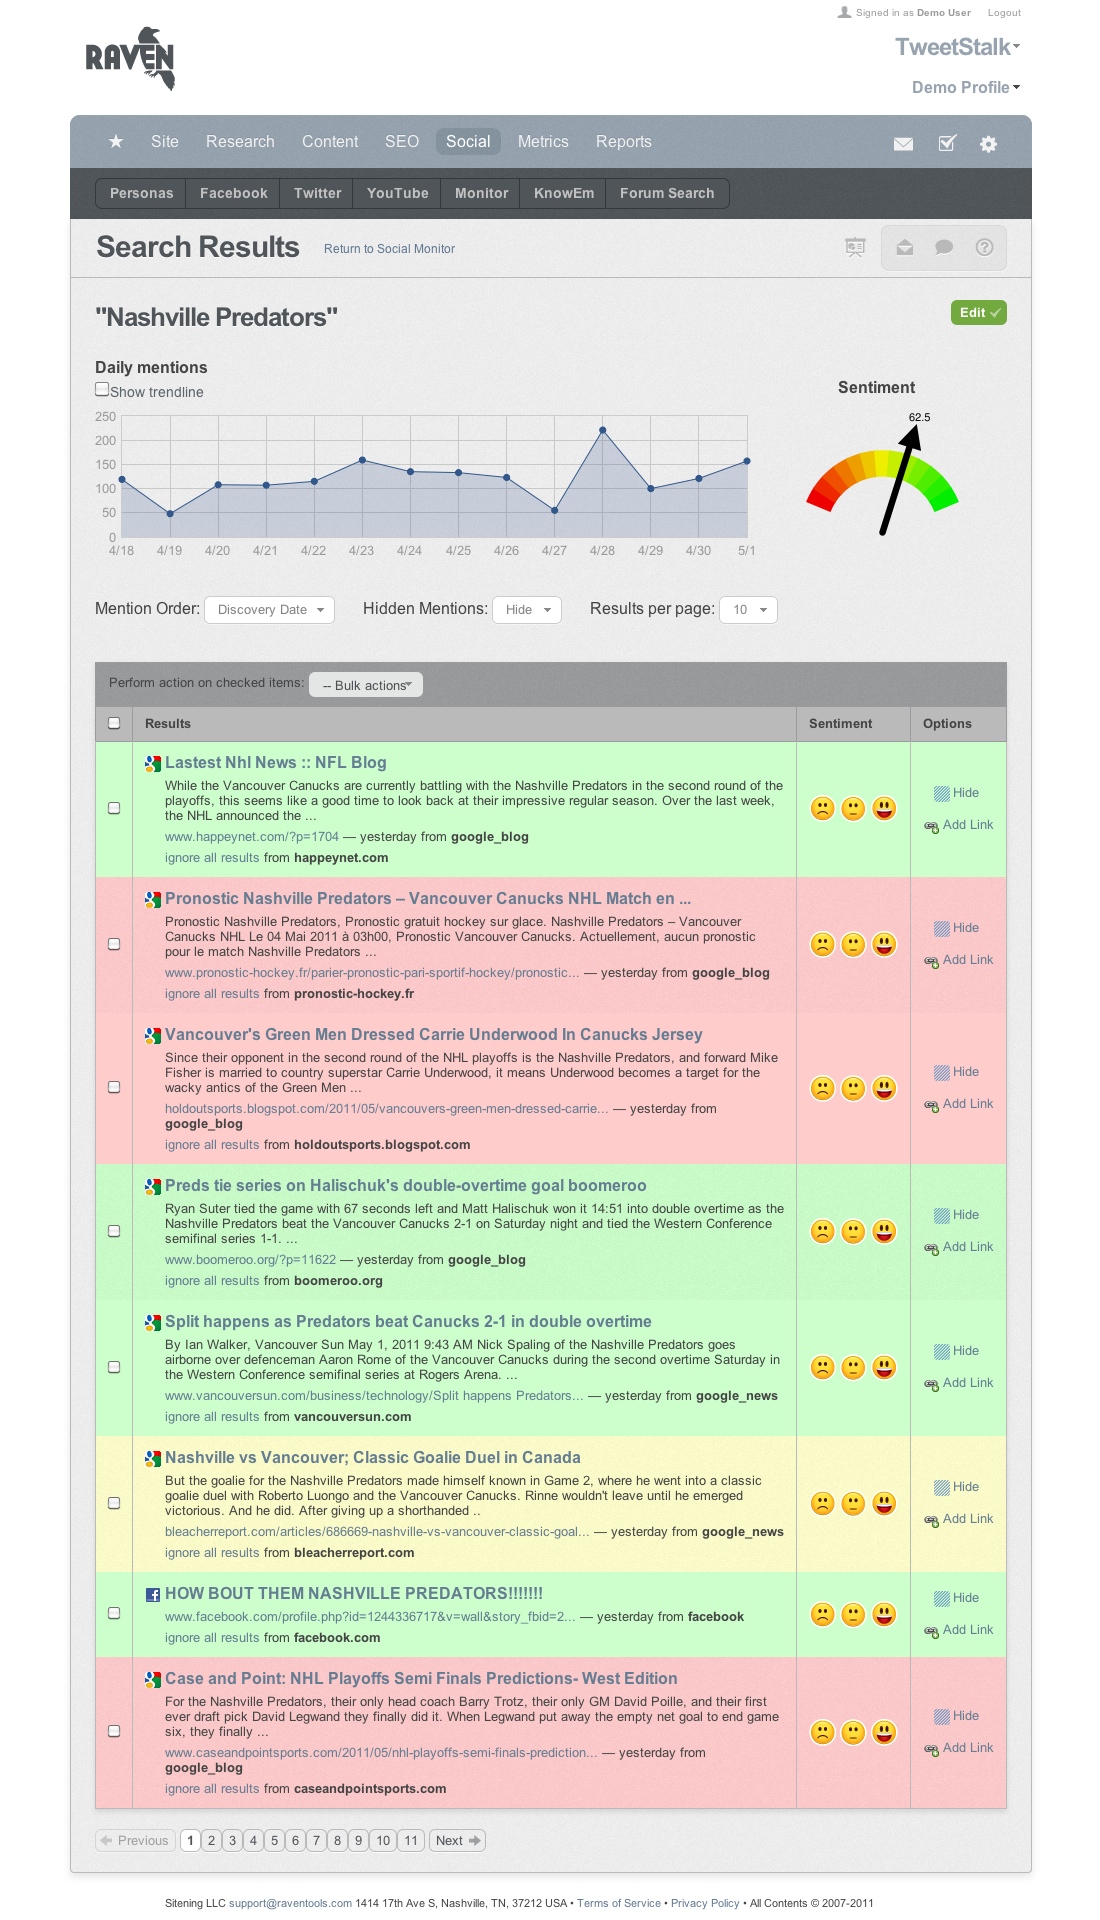 Signed in as Demo User Logout
RAVEN
TweetStalk
Demo Profile
Site Research Content SEO Social Metrics Reports
Personas Facebook Twitter YouTube Monitor KnowEm Forum Search
Search Results Return to Social Monitor
"Nashville Predators" Edit
Daily mentions
Show trendline
Sentiment
62.5
250
200
150
100
50
0
4/18 4/19 4/20 4/21 4/22 4/23 4/24 4/25 4/26 4/27 4/28 4/29 4/30 5/1
Mention Order: Discovery Date Hidden Mentions: Hide Results per page: 10
Perform action on checked items: -- Bulk actions
Results Sentiment Options
Lastest Nhl News :: NFL Blog
While the Vancouver Canucks are currently battling with the Nashville Predators in the second round of the
playoffs, this seems like a good time to look back at their impressive regular season. Over the last week,
the NHL announced the ...
www.happeynet.com/?p=1704 — yesterday from google_blog
ignore all results from happeynet.com
Hide
Add Link
Pronostic Nashville Predators – Vancouver Canucks NHL Match en ...
Pronostic Nashville Predators, Pronostic gratuit hockey sur glace. Nashville Predators – Vancouver
Canucks NHL Le 04 Mai 2011 à 03h00, Pronostic Vancouver Canucks. Actuellement, aucun pronostic
pour le match Nashville Predators ...
www.pronostic-hockey.fr/parier-pronostic-pari-sportif-hockey/pronostic... — yesterday from google_blog
ignore all results from pronostic-hockey.fr
Hide
Add Link
Vancouver's Green Men Dressed Carrie Underwood In Canucks Jersey
Since their opponent in the second round of the NHL playoffs is the Nashville Predators, and forward Mike
Fisher is married to country superstar Carrie Underwood, it means Underwood becomes a target for the
wacky antics of the Green Men ...
holdoutsports.blogspot.com/2011/05/vancouvers-green-men-dressed-carrie... — yesterday from
google_blog
ignore all results from holdoutsports.blogspot.com
Hide
Add Link
Preds tie series on Halischuk's double-overtime goal boomeroo
Ryan Suter tied the game with 67 seconds left and Matt Halischuk won it 14:51 into double overtime as the
Nashville Predators beat the Vancouver Canucks 2-1 on Saturday night and tied the Western Conference
semifinal series 1-1. ...
www.boomeroo.org/?p=11622 — yesterday from google_blog
ignore all results from boomeroo.org
Hide
Add Link
Split happens as Predators beat Canucks 2-1 in double overtime
By Ian Walker, Vancouver Sun May 1, 2011 9:43 AM Nick Spaling of the Nashville Predators goes
airborne over defenceman Aaron Rome of the Vancouver Canucks during the second overtime Saturday in
the Western Conference semifinal series at Rogers Arena. ...
www.vancouversun.com/business/technology/Split happens Predators... — yesterday from google_news
ignore all results from vancouversun.com
Hide
Add Link
Nashville vs Vancouver; Classic Goalie Duel in Canada
But the goalie for the Nashville Predators made himself known in Game 2, where he went into a classic
goalie duel with Roberto Luongo and the Vancouver Canucks. Rinne wouldn't leave until he emerged
victorious. And he did. After giving up a shorthanded ..
bleacherreport.com/articles/686669-nashville-vs-vancouver-classic-goal... — yesterday from google_news
ignore all results from bleacherreport.com
Hide
Add Link
HOW BOUT THEM NASHVILLE PREDATORS!!!!!!!
www.facebook.com/profile.php?id=1244336717&v=wall&story_fbid=2... — yesterday from facebook
ignore all results from facebook.com
Hide
Add Link
Case and Point: NHL Playoffs Semi Finals Predictions- West Edition
For the Nashville Predators, their only head coach Barry Trotz, their only GM David Poille, and their first
ever draft pick David Legwand they finally did it. When Legwand put away the empty net goal to end game
six, they finally ...
www.caseandpointsports.com/2011/05/nhl-playoffs-semi-finals-prediction... — yesterday from
google_blog
ignore all results from caseandpointsports.com
Hide
Add Link
Previous 1 2 3 4 5 6 7 8 9 10 11 Next
Sitening LLC support@raventools.com 1414 17th Ave S, Nashville, TN, 37212 USA • Terms of Service • Privacy Policy • All Contents © 2007-2011